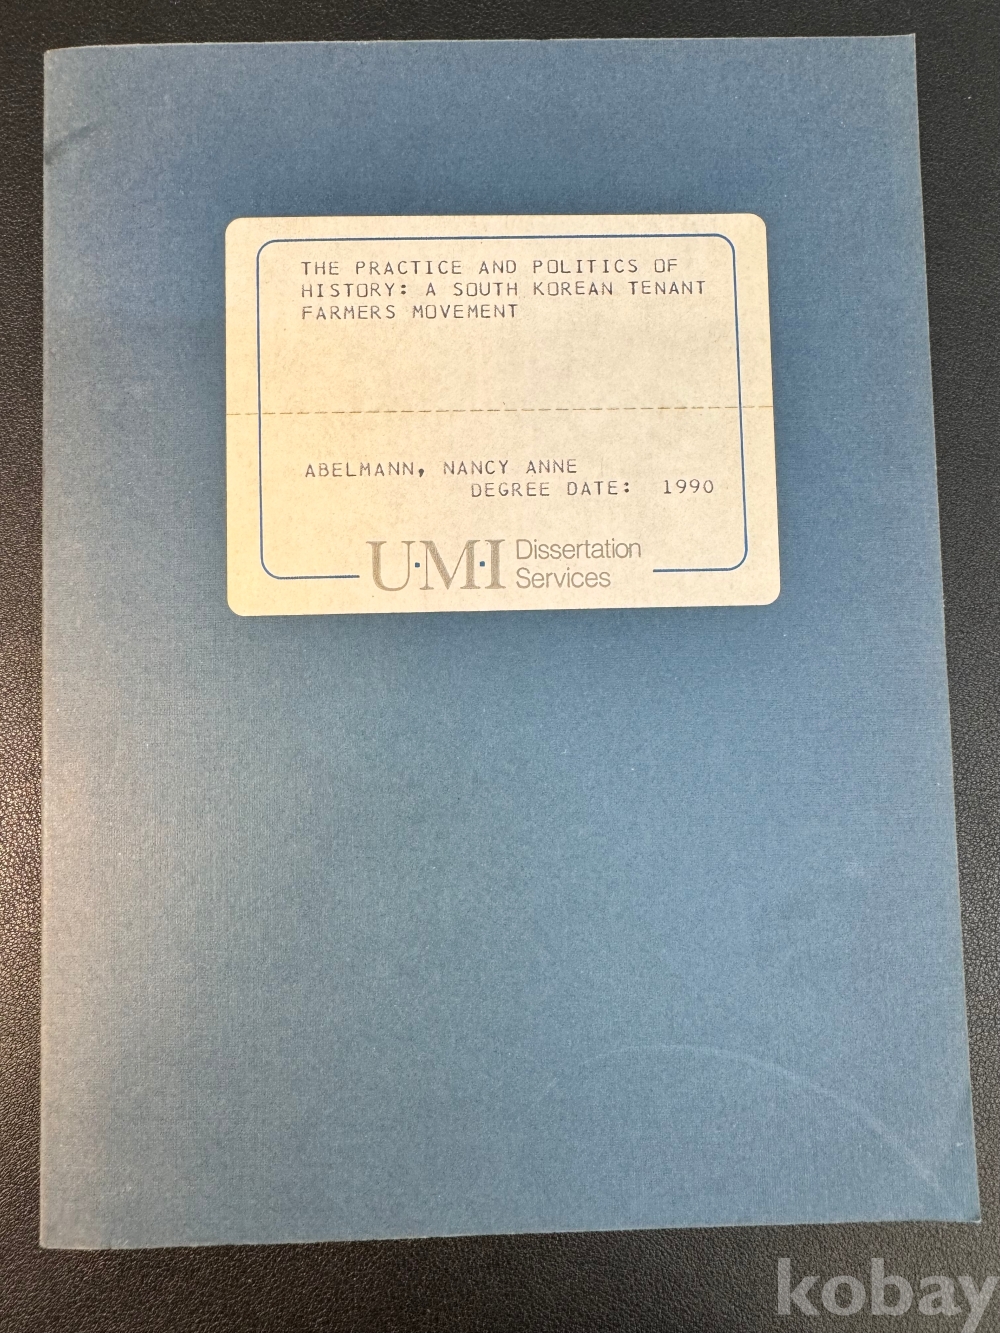 THE PRACTICE AND POLITICS OF
HISTORY: A SOUTH KOREAN TENANT
FARMERS MOVEMENT
ABELMANN, NANCY ANNE
DEGREE DATE: 1990
U·M·I Dissertation
Services
kobay